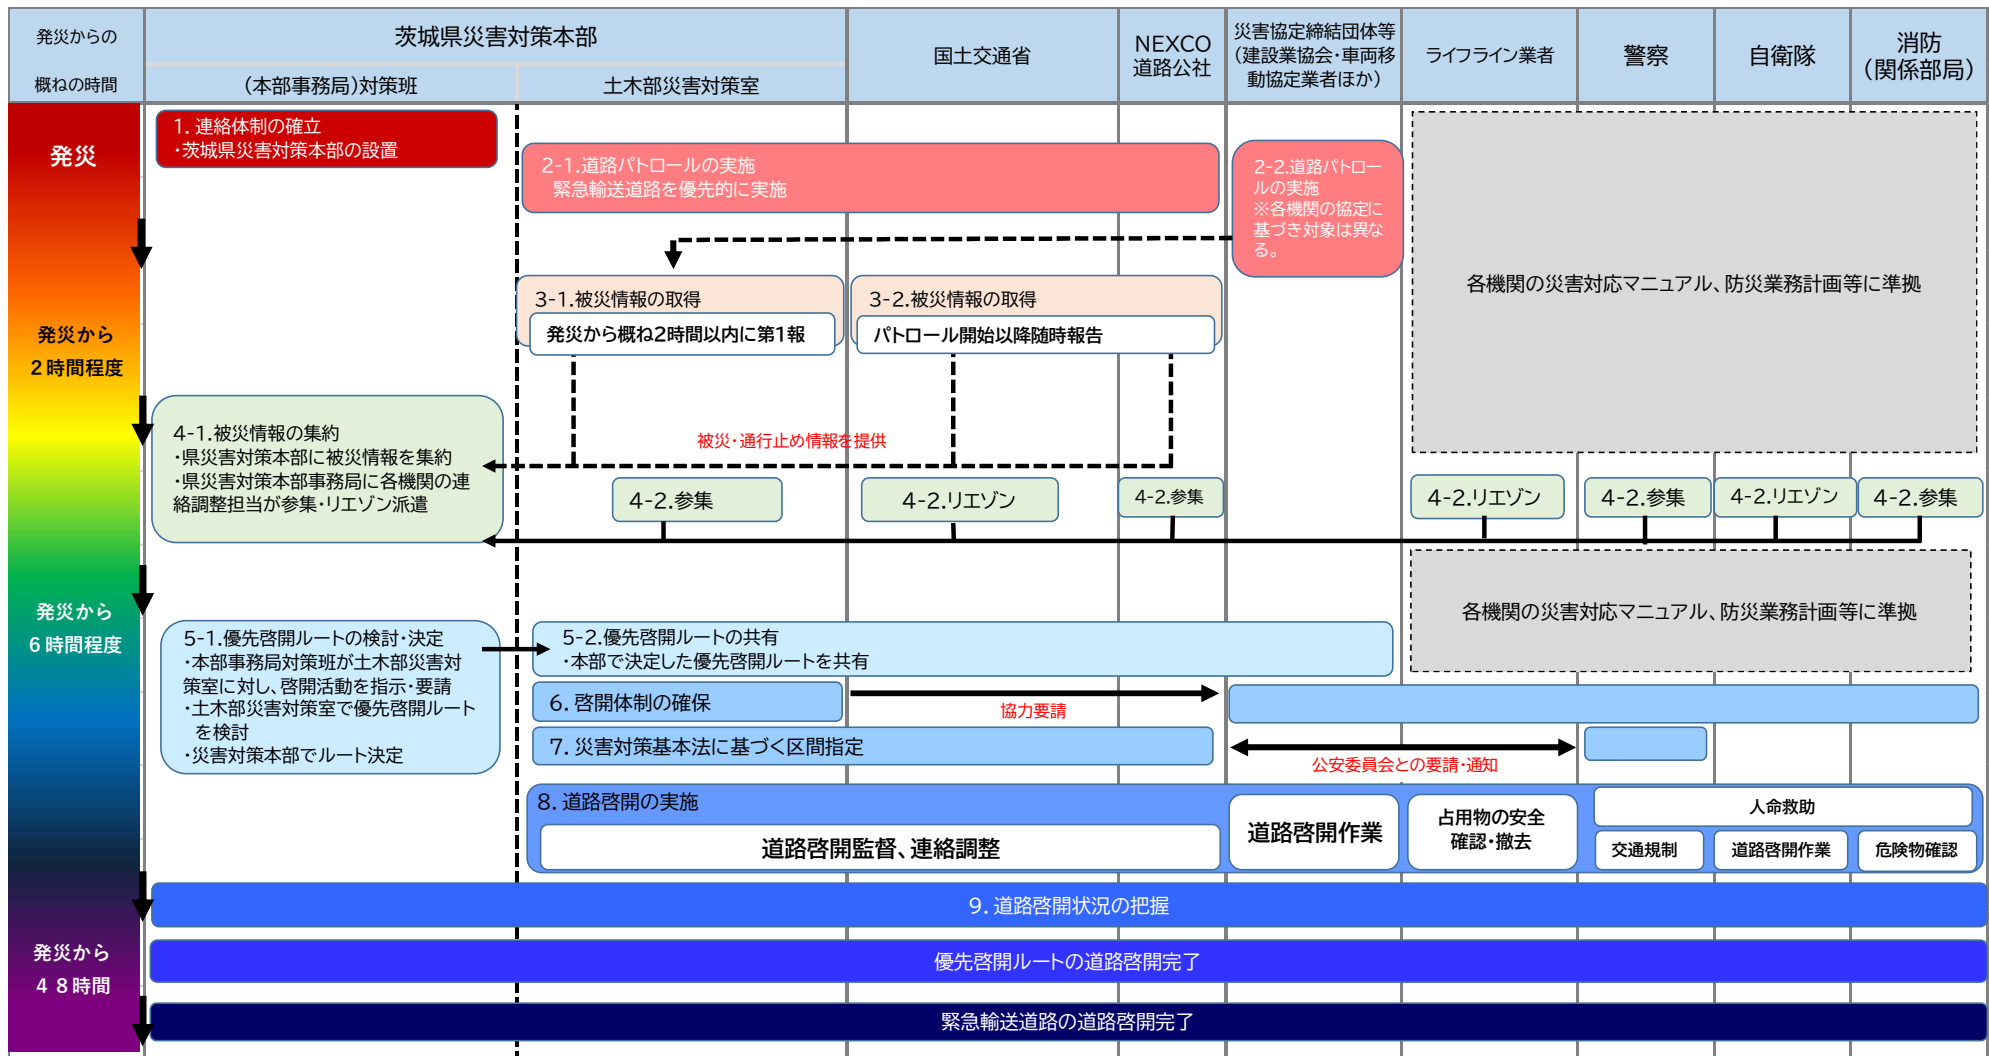 発災からの
概ねの時間
茨城県災害対策本部
(本部事務局)対策班
土木部災害対策室
国土交通省
NEXCO
道路公社
災害協定締結団体等
(建設業協会・車両移
動協定業者ほか)
ライフライン業者
警察
自衛隊
消防
(関係部局)
発災
1. 連絡体制の確立
・茨城県災害対策本部の設置
2-1.道路パトロールの実施
緊急輸送道路を優先的に実施
2-2.道路パトロー
ルの実施
※各機関の協定に
基づき対象は異な
る。
各機関の災害対応マニュアル、防災業務計画等に準拠
発災から
2時間程度
3-1.被災情報の取得
発災から概ね2時間以内に第1報
3-2.被災情報の取得
パトロール開始以降随時報告
4-1.被災情報の集約
・県災害対策本部に被災情報を集約
・県災害対策本部事務局に各機関の連
絡調整担当が参集・リエゾン派遣
被災・通行止め情報を提供
4-2.参集
4-2.リエゾン
4-2.参集
4-2.リエゾン
4-2.参集
4-2.リエゾン
4-2.参集
発災から
6時間程度
各機関の災害対応マニュアル、防災業務計画等に準拠
5-1.優先啓開ルートの検討・決定
・本部事務局対策班が土木部災害対
策室に対し、啓開活動を指示・要請
・土木部災害対策室で優先啓開ルート
を検討
・災害対策本部でルート決定
5-2.優先啓開ルートの共有
・本部で決定した優先啓開ルートを共有
6. 啓開体制の確保
協力要請
7. 災害対策基本法に基づく区間指定
公安委員会との要請・通知
8. 道路啓開の実施
道路啓開監督、連絡調整
道路啓開作業
占用物の安全
確認・撤去
人命救助
交通規制
道路啓開作業
危険物確認
9. 道路啓開状況の把握
発災から
48時間
優先啓開ルートの道路啓開完了
緊急輸送道路の道路啓開完了